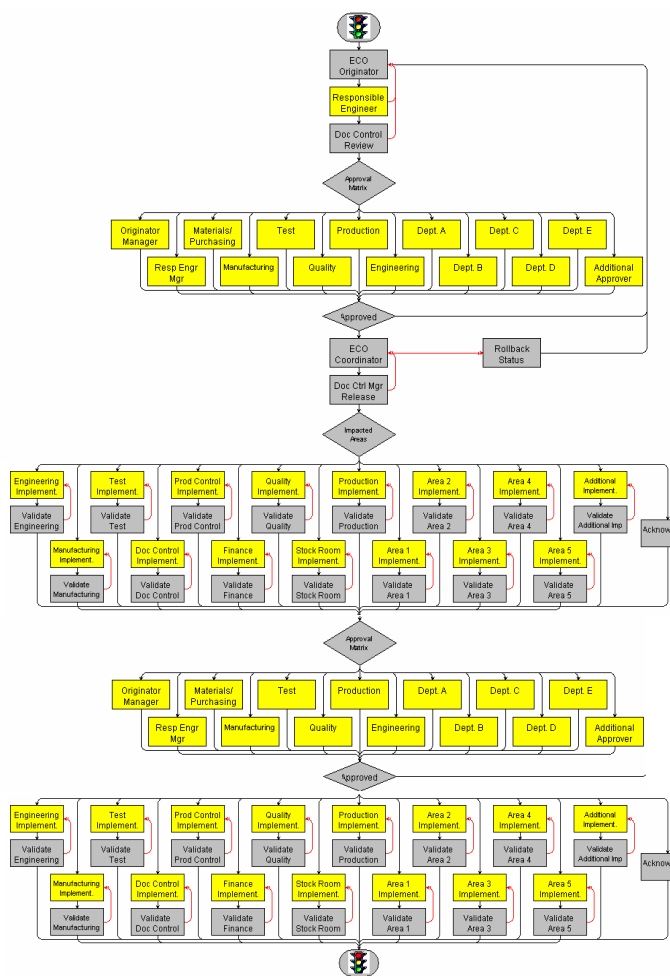 ECO
Originator
Responsible
Engineer
Doc Control
Review
Approval
Matrix
Originator
Manager
Materials/
Purchasing
Test
Production
Dept. A
Dept. C
Dept. E
Resp Engr
Mgr
Manufacturing
Quality
Engineering
Dept. B
Dept. D
Additional
Approver
Approved
ECO
Coordinator
Rollback
Status
Doc Ctrl Mgr
Release
Impacted
Areas
Engineering
Implement.
Test
Implement.
Prod Control
Implement.
Quality
Implement.
Production
Implement.
Area 2
Implement.
Area 4
Implement.
Additional
Implement.
Validate
Engineering
Validate
Test
Validate
Prod Control
Validate
Quality
Validate
Production
Validate
Area 2
Validate
Area 4
Validate
Additional Imp
Acknow
Manufacturing
Implement.
Doc Control
Implement.
Finance
Implement.
Stock Room
Implement.
Area 1
Implement.
Area 3
Implement.
Area 5
Implement.
Validate
Manufacturing
Validate
Doc Control
Validate
Finance
Validate
Stock Room
Validate
Area 1
Validate
Area 3
Validate
Area 5
Approval
Matrix
Originator
Manager
Materials/
Purchasing
Test
Production
Dept. A
Dept. C
Dept. E
Resp Engr
Mgr
Manufacturing
Quality
Engineering
Dept. B
Dept. D
Additional
Approver
Approved
Engineering
Implement.
Test
Implement.
Prod Control
Implement.
Quality
Implement.
Production
Implement.
Area 2
Implement.
Area 4
Implement.
Additional
Implement.
Validate
Engineering
Validate
Test
Validate
Prod Control
Validate
Quality
Validate
Production
Validate
Area 2
Validate
Area 4
Validate
Additional Imp
Acknow
Manufacturing
Implement.
Doc Control
Implement.
Finance
Implement.
Stock Room
Implement.
Area 1
Implement.
Area 3
Implement.
Area 5
Implement.
Validate
Manufacturing
Validate
Doc Control
Validate
Finance
Validate
Stock Room
Validate
Area 1
Validate
Area 3
Validate
Area 5